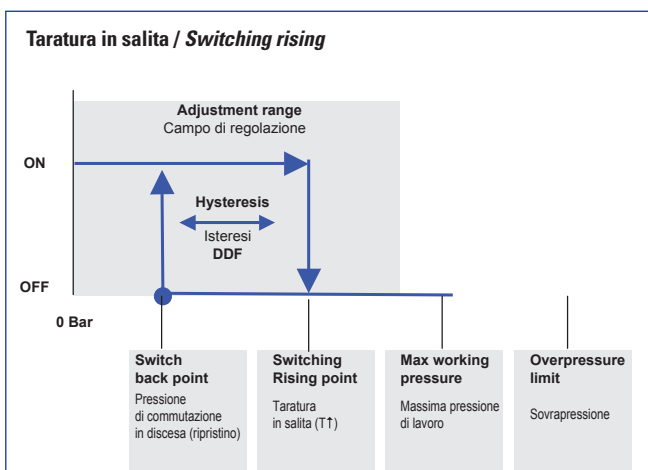 Taratura in salita / Switching rising
Adjustment range
Campo di regolazione
ON
Hysteresis
Isteresi
DDF
OFF
0 Bar
Switch
back point
Pressione
di commutazione
in discesa (ripristino)
Switching
Rising point
Taratura
in salita (T↑)
Max working
pressure
Massima pressione
di lavoro
Overpressure
limit
Sovrapressione